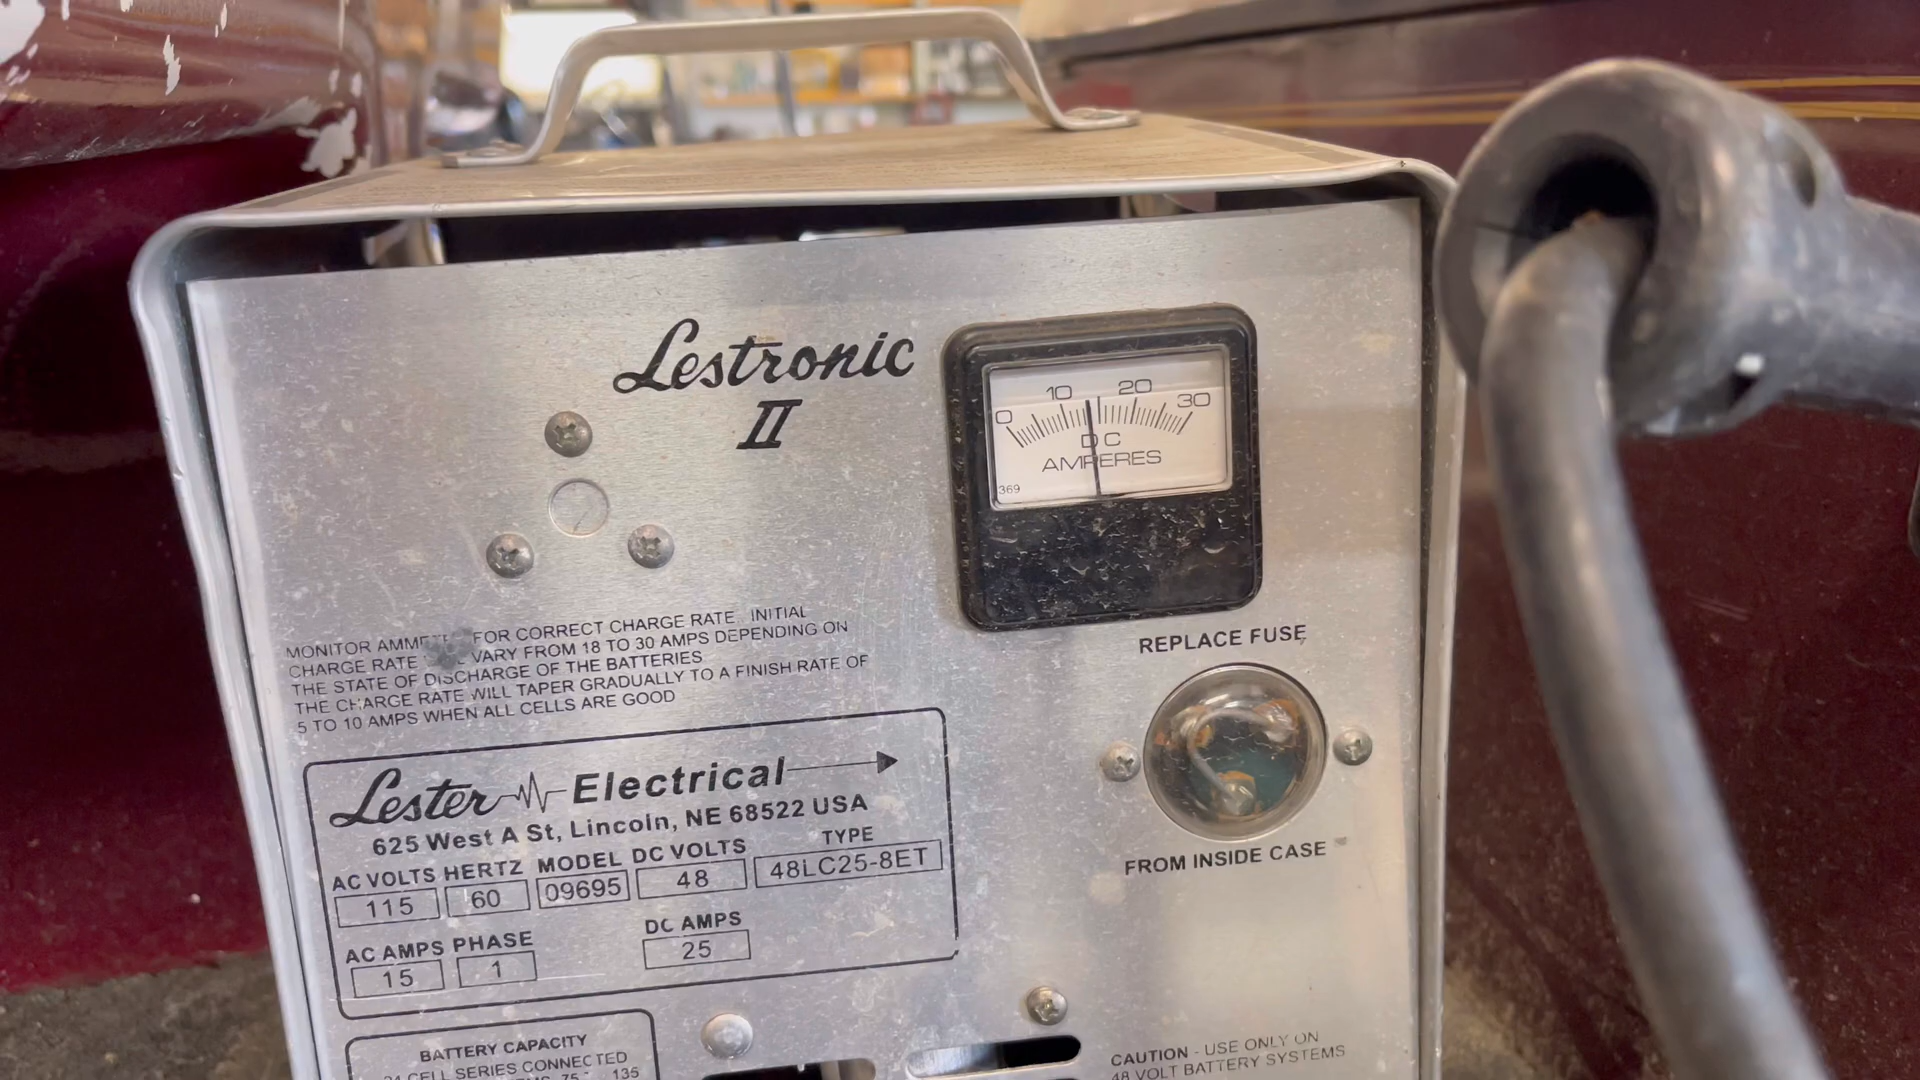 Lestronic
II
0 10 20 30
DC
AMPERES
369
MONITOR FOR CORRECT CHARGE RATE. INITIAL
CHARGE RATE VARY FROM 18 TO 30 AMPS DEPENDING ON
THE STATE OF DISCHARGE OF THE BATTERIES
THE CHARGE RATE WILL TAPER GRADUALLY TO A FINISH RATE OF
5 TO 10 AMPS WHEN ALL CELLS ARE GOOD
REPLACE FUSE
FROM INSIDE CASE
Lester Electrical
625 West A St, Lincoln, NE 68522 USA
AC VOLTS HERTZ MODEL DC VOLTS TYPE
115 60 09695 48 48LC25-8ET
AC AMPS PHASE DC AMPS
15 1 25
BATTERY CAPACITY
CELL SERIES CONNECTED
75 135
CAUTION - USE ONLY ON
48 VOLT BATTERY SYSTEMS